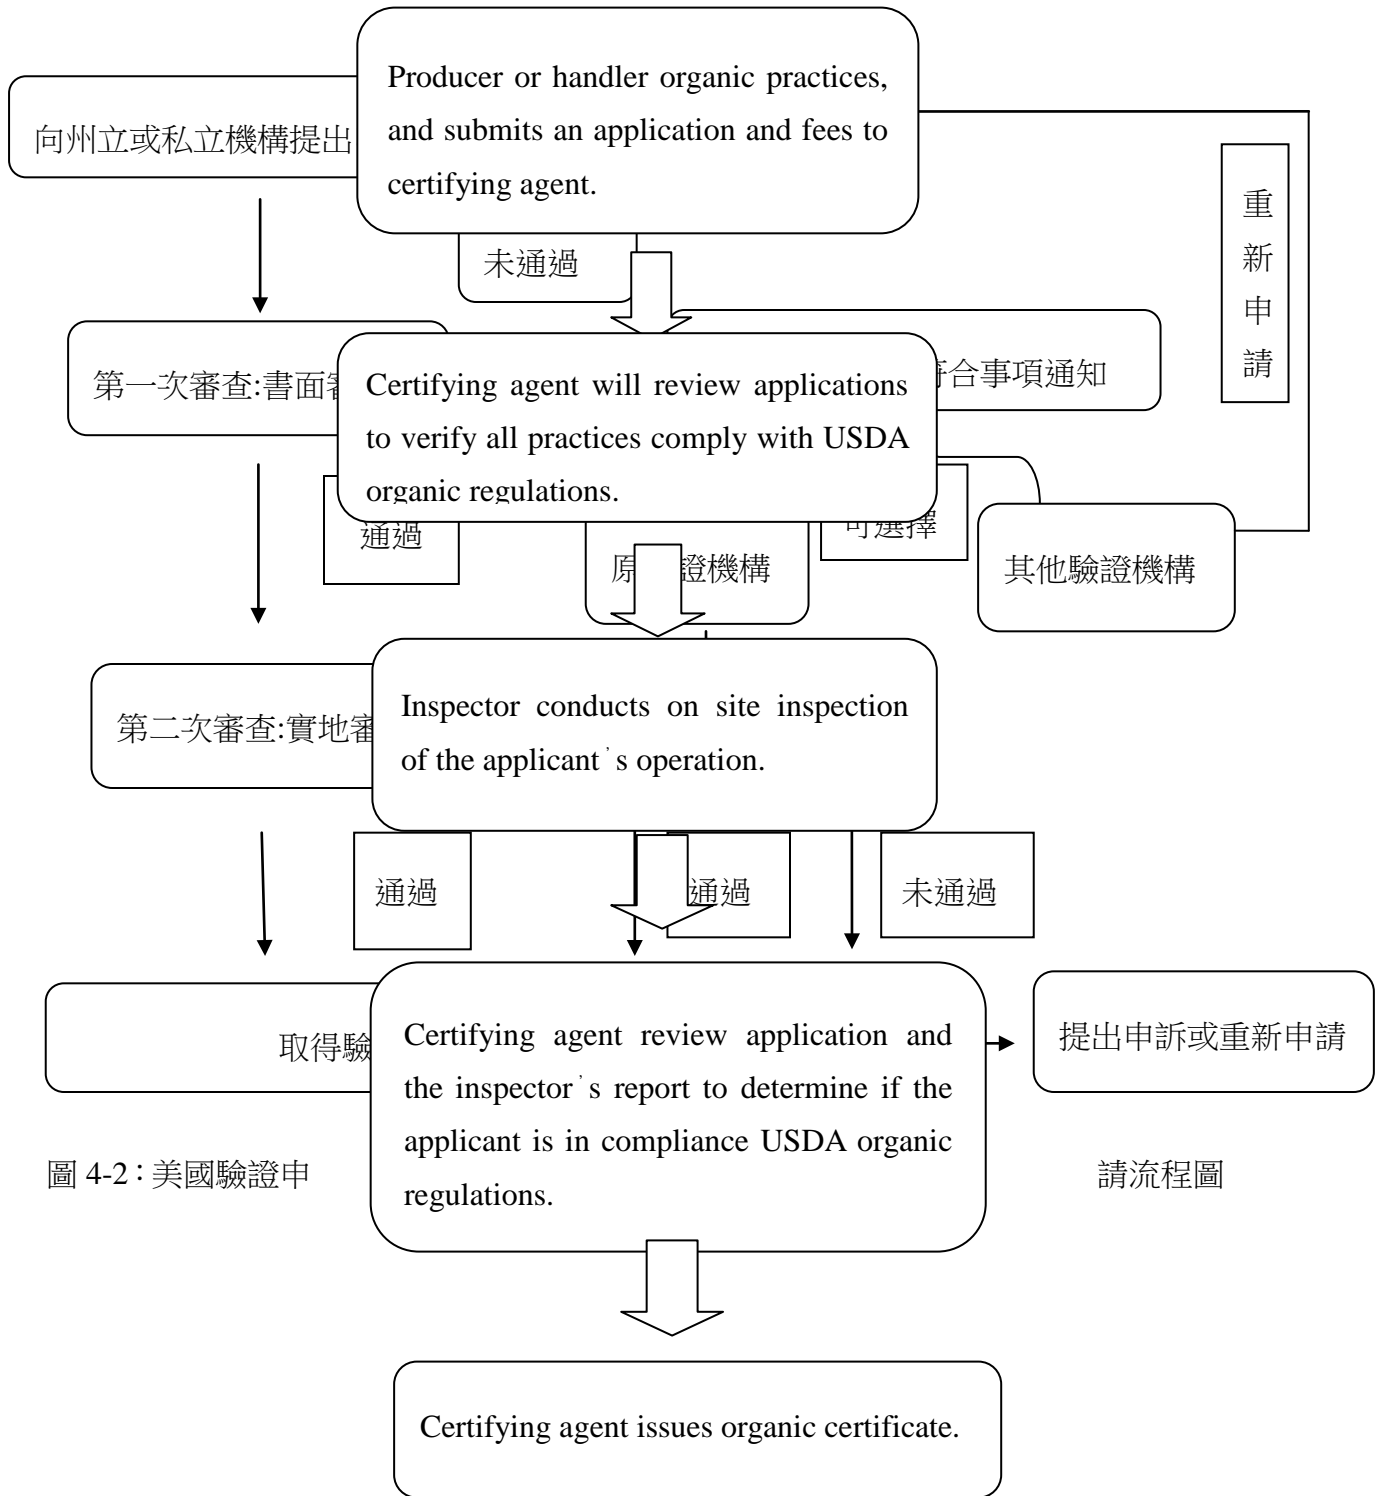 Producer or handler organic practices,
and submits an application and fees to
certifying agent.
向州立或私立機構提出
重
新
申
請
未通過
第一次審查:書面審
Certifying agent will review applications
to verify all practices comply with USDA
organic regulations.
符合事項通知
通過
原
證機構
可選擇
其他驗證機構
第二次審查:實地審
Inspector conducts on site inspection
of the applicant’s operation.
通過
通過
未通過
取得驗
Certifying agent review application and
the inspector’s report to determine if the
applicant is in compliance USDA organic
regulations.
提出申訴或重新申請
圖 4-2：美國驗證申
請流程圖
Certifying agent issues organic certificate.